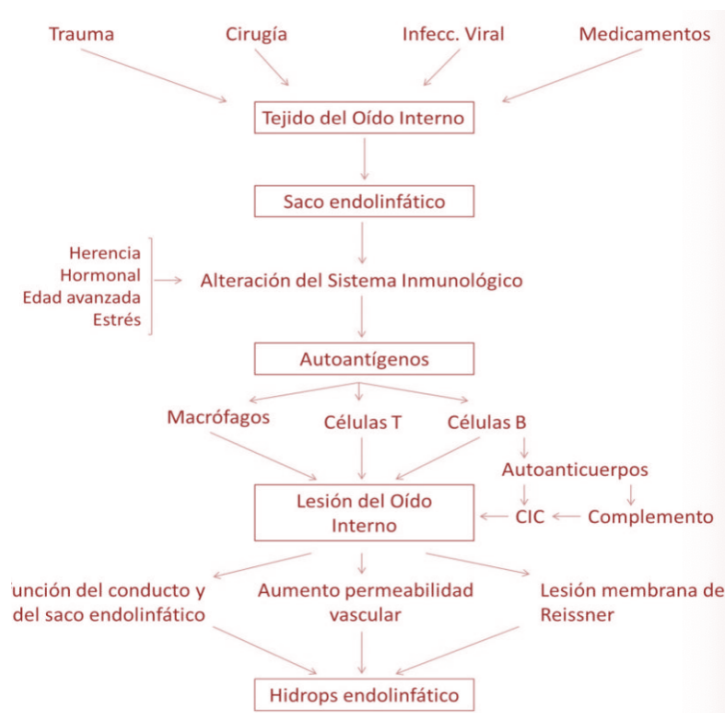 Trauma
Cirugía
Infecc. Viral
Medicamentos
Tejido del Oído Interno
Saco endolinfático
Herencia
Hormonal
Edad avanzada
Estrés
Alteración del Sistema Inmunológico
Autoantígenos
Macrófagos
Células T
Células B
Autoanticuerpos
Lesión del Oído
Interno
CIC
Complemento
del conducto y
del saco endolinfático
Aumento permeabilidad
vascular
Lesión membrana de
Reissner
Hidrops endolinfático